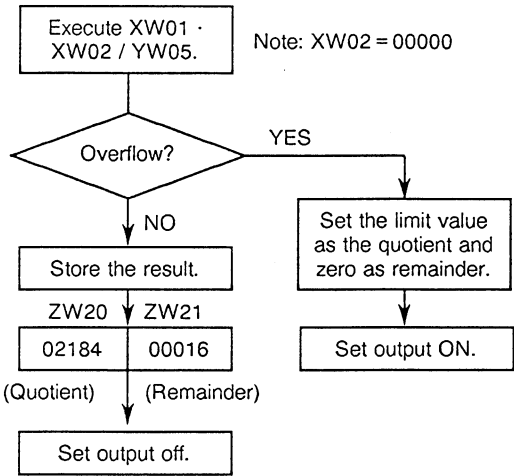 Execute XW01 ·
XW02 / YW05.
Note: XW02 = 00000
Overflow?
YES
NO
Set the limit value
as the quotient and
zero as remainder.
Store the result.
ZW20 ZW21
02184 00016
Set output ON.
(Quotient) (Remainder)
Set output off.